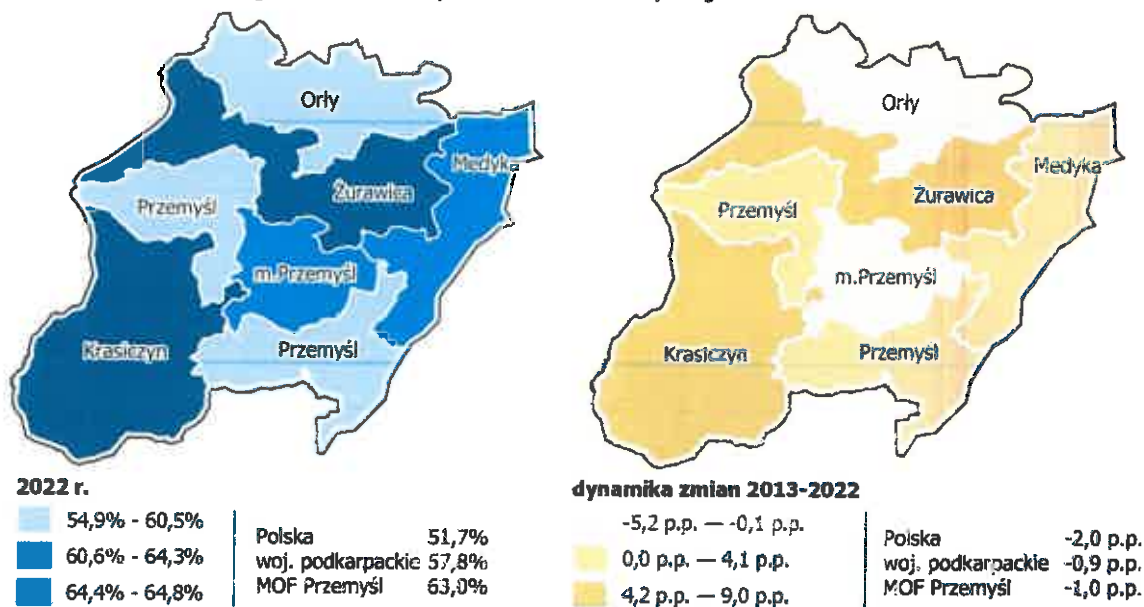 Orły
Medyka
Żurawica
Przemyśl
m.Przemyśl
Krasiczyn
Przemyśl
2022 r.
54,9% - 60,5%
60,6% - 64,3%
64,4% - 64,8%
Polska 51,7%
woj. podkarpackie 57,8%
MOF Przemyśl 63,0%
Orły
Medyka
Żurawica
Przemyśl
m.Przemyśl
Krasiczyn
Przemyśl
dynamika zmian 2013-2022
-5,2 p.p. — -0,1 p.p.
0,0 p.p. — 4,1 p.p.
4,2 p.p. — 9,0 p.p.
Polska -2,0 p.p.
woj. podkarpackie -0,9 p.p.
MOF Przemyśl -1,0 p.p.